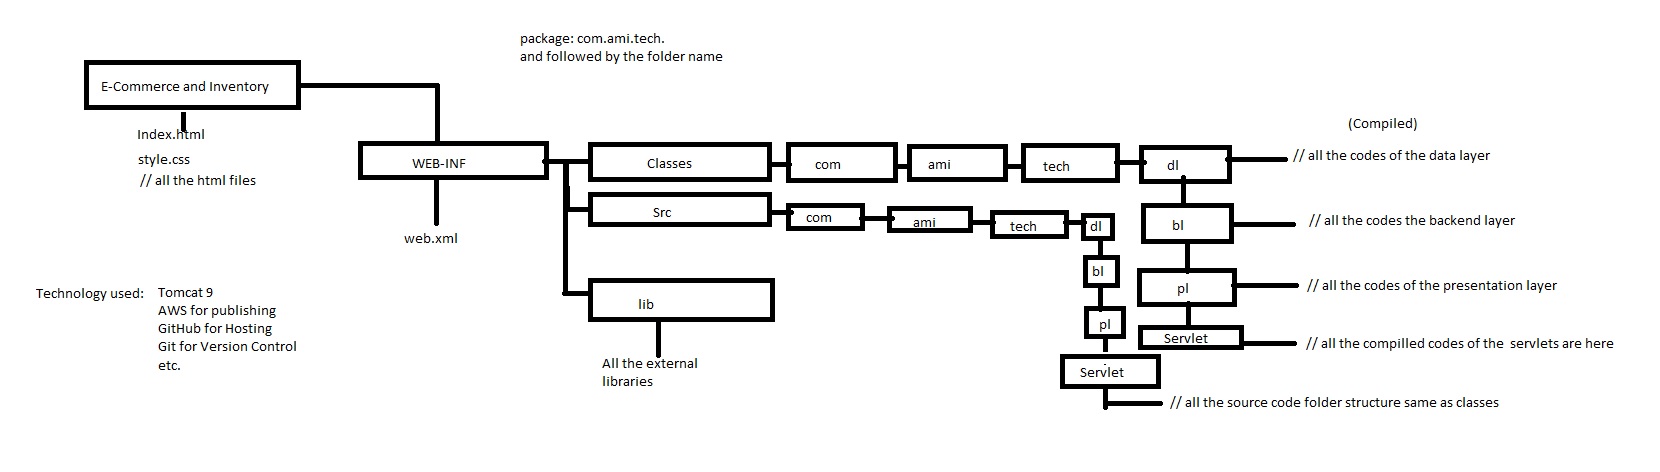 package: com.ami.tech.
and followed by the folder name
E-Commerce and Inventory
Index.html
style.css
// all the html files
WEB-INF
web.xml
Classes
com
ami
tech
dl
(Compiled)
// all the codes of the data layer
bl
// all the codes the backend layer
pl
// all the codes of the presentation layer
Servlet
// all the compilled codes of the servlets are here
Src
com
ami
tech
dl
bl
pl
Servlet
// all the source code folder structure same as classes
lib
All the external
libraries
Technology used: Tomcat 9
AWS for publishing
GitHub for Hosting
Git for Version Control
etc.